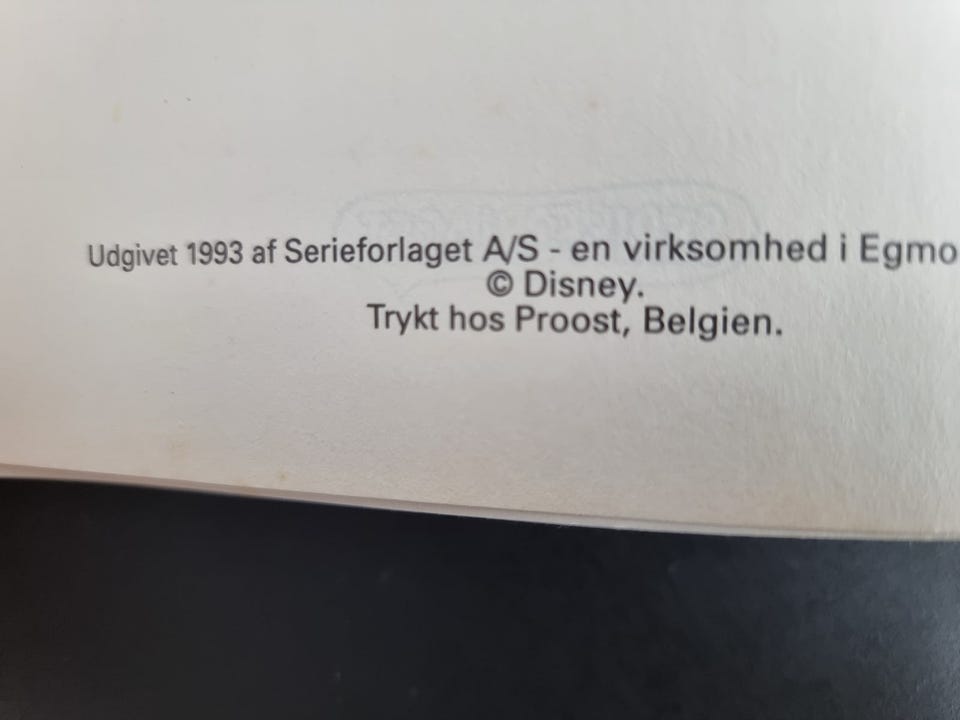 Udgivet 1993 af Serieforlaget A/S - en virksomhed i Egmo
© Disney.
Trykt hos Proost, Belgien.